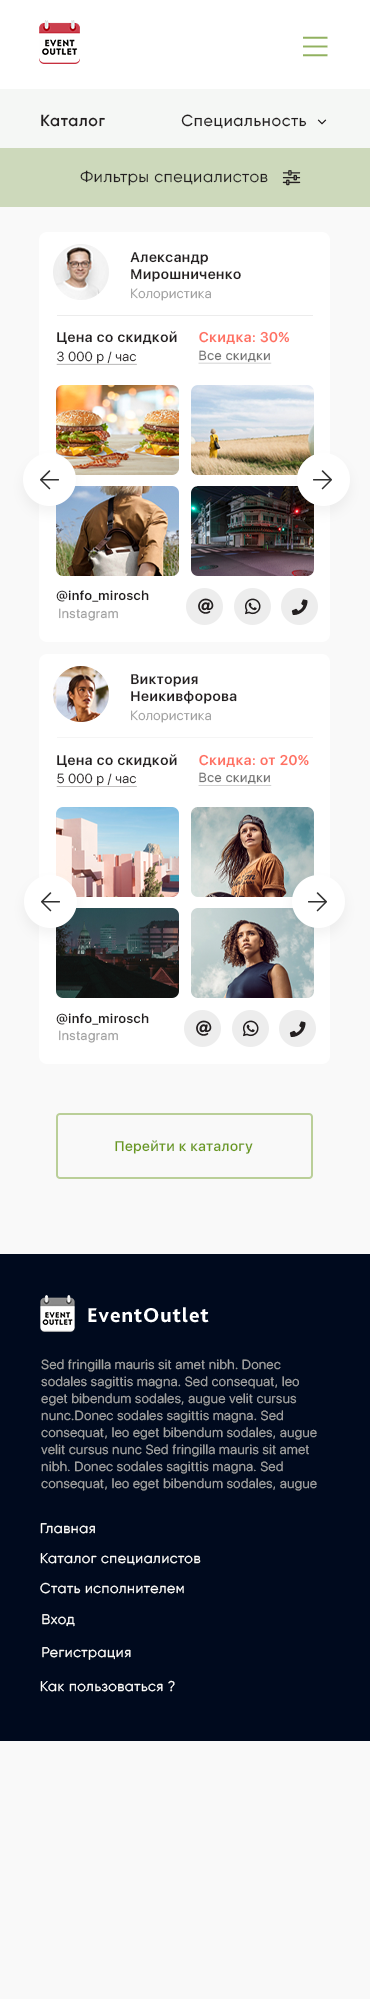 EVENT
OUTLET
Каталог
Специальность
Фильтры специалистов
Александр
Мирошниченко
Колористика
Цена со скидкой
Скидка: 30%
3 000 р / час
Все скидки
@info_mirosch
Instagram
Виктория
Неикивфорова
Колористика
Цена со скидкой
Скидка: от 20%
5 000 р / час
Все скидки
@info_mirosch
Instagram
Перейти к каталогу
EVENT
OUTLET
EventOutlet
Sed fringilla mauris sit amet nibh. Donec
sodales sagittis magna. Sed consequat, leo
eget bibendum sodales, augue velit cursus
nunc.Donec sodales sagittis magna. Sed
consequat, leo eget bibendum sodales, augue
velit cursus nunc Sed fringilla mauris sit amet
nibh. Donec sodales sagittis magna. Sed
consequat, leo eget bibendum sodales, augue
Главная
Каталог специалистов
Стать исполнителем
Вход
Регистрация
Как пользоваться ?